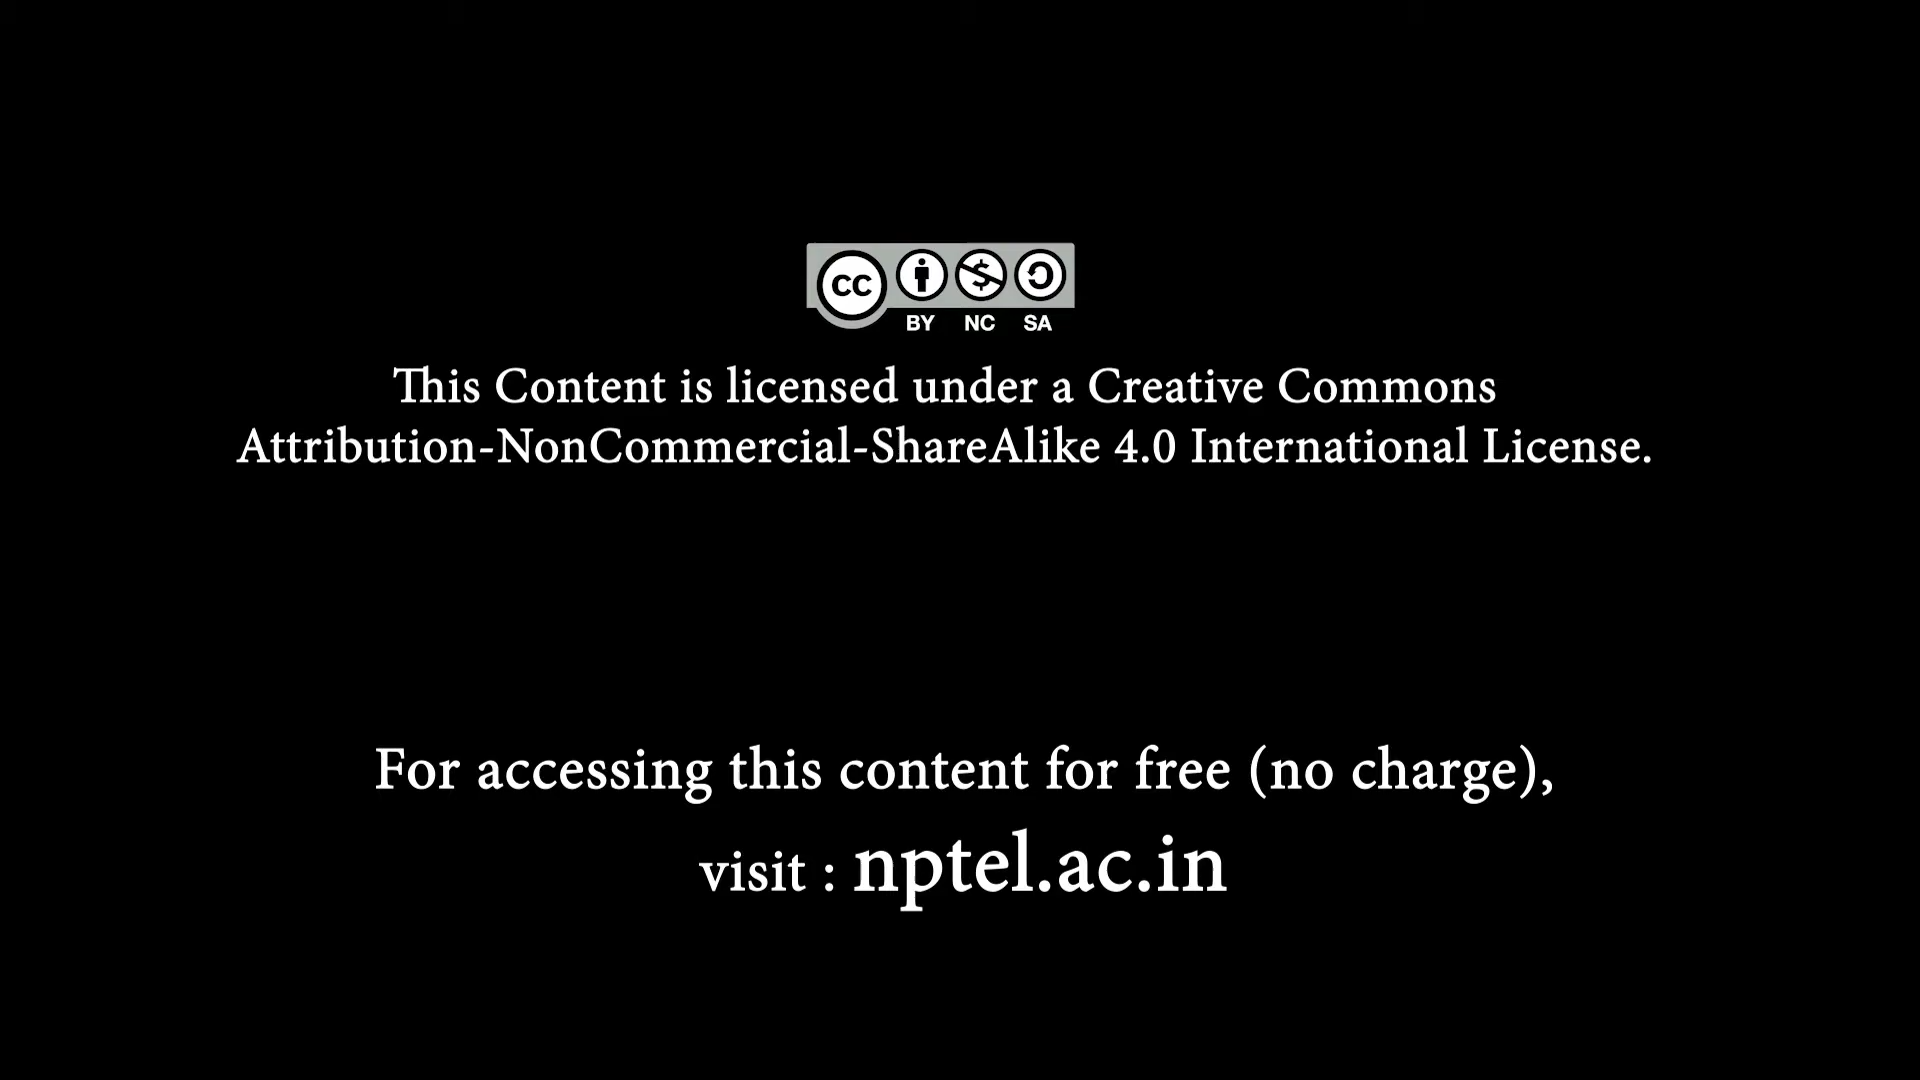 cc
BY NC SA
This Content is licensed under a Creative Commons
Attribution-NonCommercial-ShareAlike 4.0 International License.
For accessing this content for free (no charge),
visit : nptel.ac.in